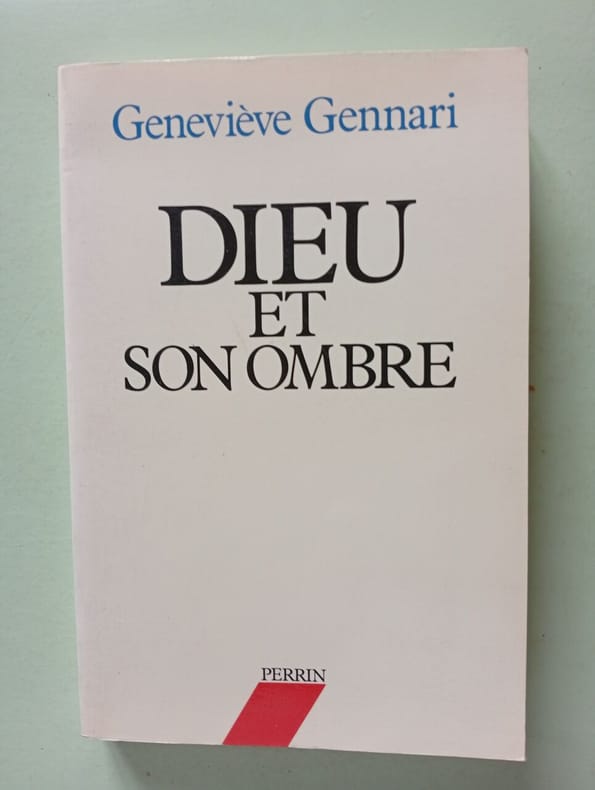 Geneviève Gennari
DIEU
ET
SON OMBRE
PERRIN